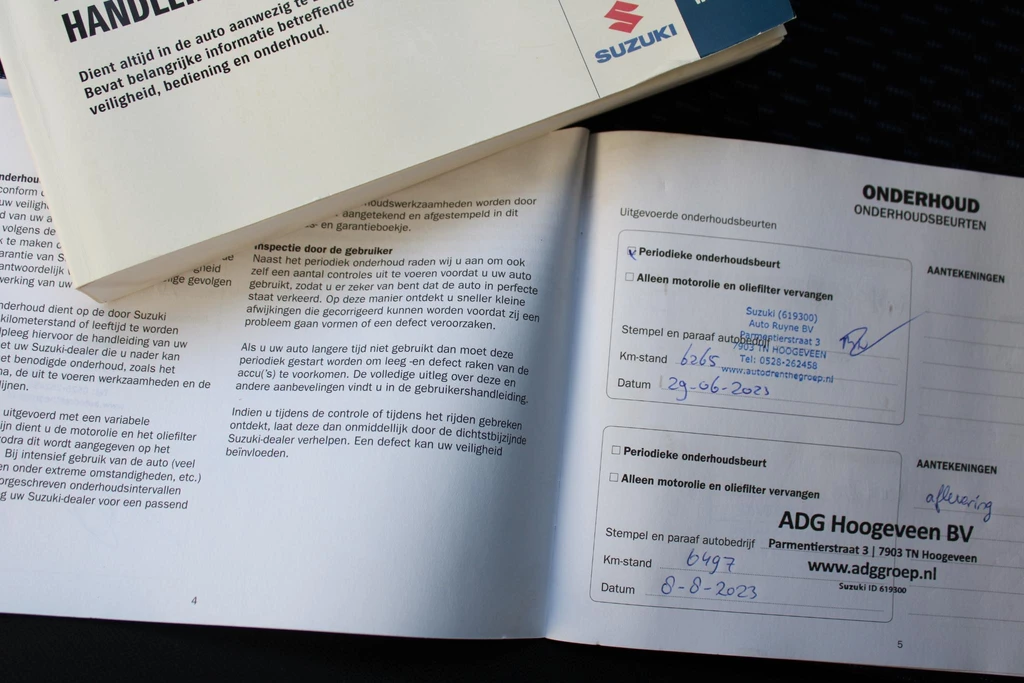 Dient altijd in de auto aanwezig te
Bevat belangrijke informatie betreffende
veiligheid, bediening en onderhoud.
SUZUKI
nderhou
conform
uw veiligh
d van uw a
volgens de
k te maken
arantie van S
antwoordelijk
verking van uw
gheid
ige gevolgen
nderhoud dient op de door Suzuki
kilometerstand of leeftijd te worden
pleeg hiervoor de handleiding van uw
et uw Suzuki-dealer die u nader kan
et benodigde onderhoud, zoals het
na, de uit te voeren werkzaamheden en de
ijnen.
uitgevoerd met een variabele
ijn dient u de motorolie en het oliefilter
odra dit wordt aangegeven op het
Bij intensief gebruik van de auto (veel
en onder extreme omstandigheden, etc.)
orgeschreven onderhoudsintervallen
g uw Suzuki-dealer voor een passend
oudswerkzaamheden worden door
aangetekend en afgestempeld in dit
s- en garantieboekje.
Inspectie door de gebruiker
Naast het periodiek onderhoud raden wij u aan om ook
zelf een aantal controles uit te voeren voordat u uw auto
gebruikt, zodat u er zeker van bent dat de auto in perfecte
staat verkeerd. Op deze manier ontdekt u sneller kleine
afwijkingen die gecorrigeerd kunnen worden voordat zij een
probleem gaan vormen of een defect veroorzaken.
Als u uw auto langere tijd niet gebruikt dan moet deze
periodiek gestart worden om leeg -en defect raken van de
accu('s) te voorkomen. De volledige uitleg over deze en
andere aanbevelingen vindt u in de gebruikershandleiding.
Indien u tijdens de controle of tijdens het rijden gebreken
ontdekt, laat deze dan onmiddellijk door de dichtstbijzijnde
Suzuki-dealer verhelpen. Een defect kan uw veiligheid
beïnvloeden.
4
ONDERHOUD
ONDERHOUDSBEURTEN
Uitgevoerde onderhoudsbeurten
Periodieke onderhoudsbeurt
Alleen motorolie en oliefilter vervangen
AANTEKENINGEN
Suzuki (619300)
Auto Ruyne BV
Parmentierstraat 3
7903 TN HOOGEVEEN
Tel: 0528-262458
www.autodrenthegroep.nl
Stempel en paraaf autobedrijf
Km-stand 6265
Datum 29-06-2023
Periodieke onderhoudsbeurt
Alleen motorolie en oliefilter vervangen
AANTEKENINGEN
aflevering
ADG Hoogeveen BV
Stempel en paraaf autobedrijf Parmentierstraat 3 | 7903 TN Hoogeveen
Km-stand 6497 www.adggroep.nl
Datum 8-8-2023 Suzuki ID 619300
5